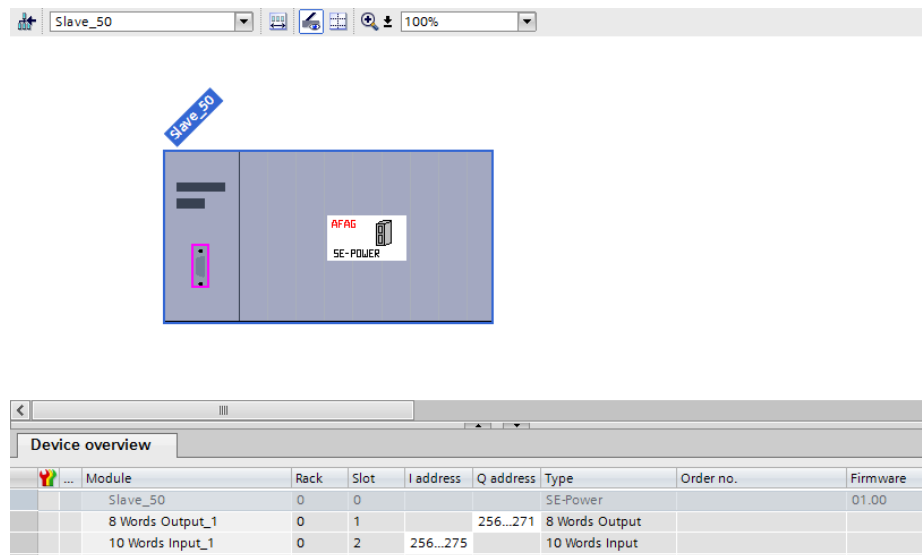 Slave_50 100%
Slave_50
AFAG
SE-POWER
Device overview
... Module Rack Slot I address Q address Type Order no. Firmware
Slave_50 0 0 SE-Power 01.00
8 Words Output_1 0 1 256...271 8 Words Output
10 Words Input_1 0 2 256...275 10 Words Input